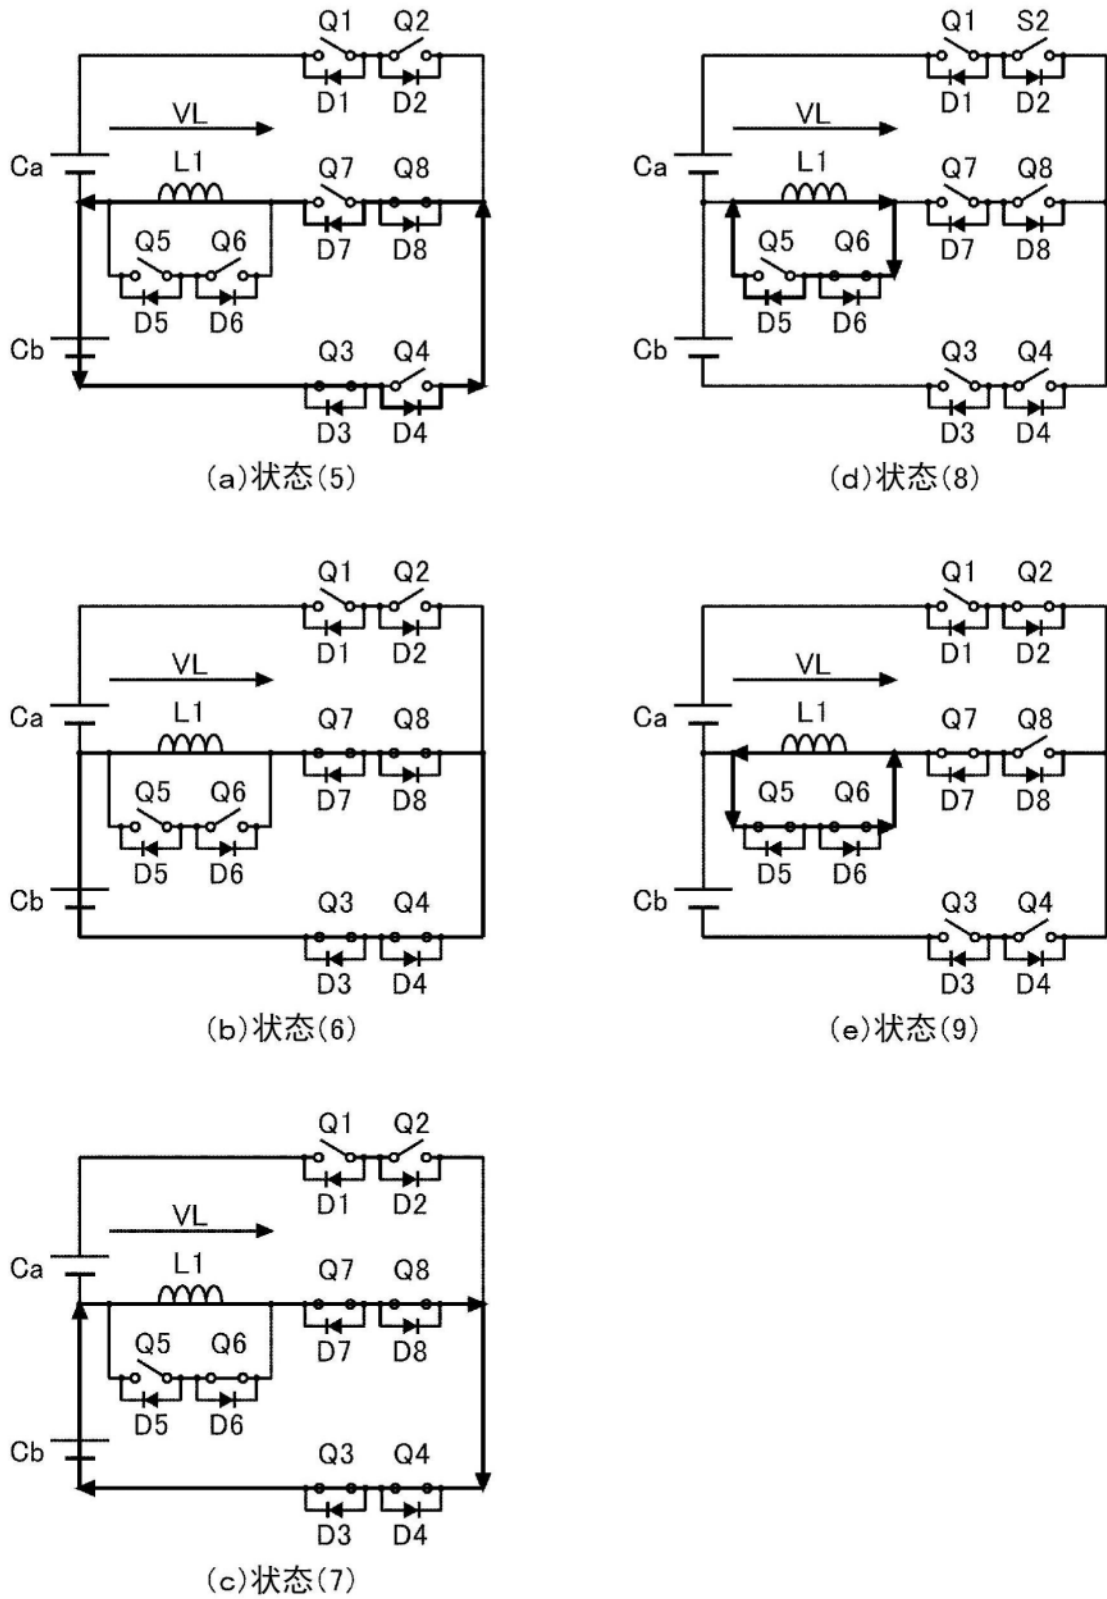 Q1 Q2
D1 D2
VL
Ca
L1
Q7 Q8
D7 D8
Q5 Q6
D5 D6
Cb
Q3 Q4
D3 D4
(a)状态(5)
Q1 S2
D1 D2
VL
Ca
L1
Q7 Q8
D7 D8
Q5 Q6
D5 D6
Cb
Q3 Q4
D3 D4
(d)状态(8)
Q1 Q2
D1 D2
VL
Ca
L1
Q7 Q8
D7 D8
Q5 Q6
D5 D6
Cb
Q3 Q4
D3 D4
(b)状态(6)
Q1 Q2
D1 D2
VL
Ca
L1
Q7 Q8
D7 D8
Q5 Q6
D5 D6
Cb
Q3 Q4
D3 D4
(e)状态(9)
Q1 Q2
D1 D2
VL
Ca
L1
Q7 Q8
D7 D8
Q5 Q6
D5 D6
Cb
Q3 Q4
D3 D4
(c)状态(7)